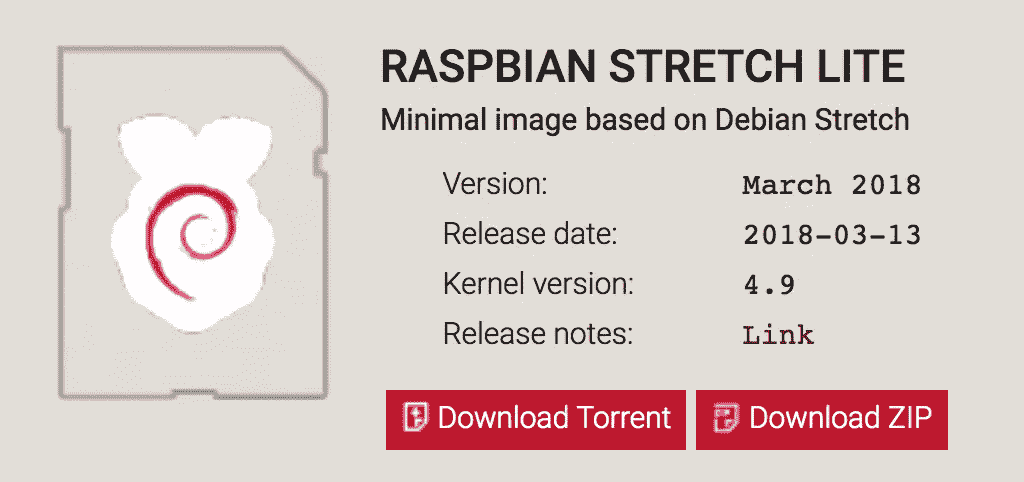 RASPBIAN STRETCH LITE
Minimal image based on Debian Stretch
Version: March 2018
Release date: 2018-03-13
Kernel version: 4.9
Release notes: Link
Download Torrent Download ZIP